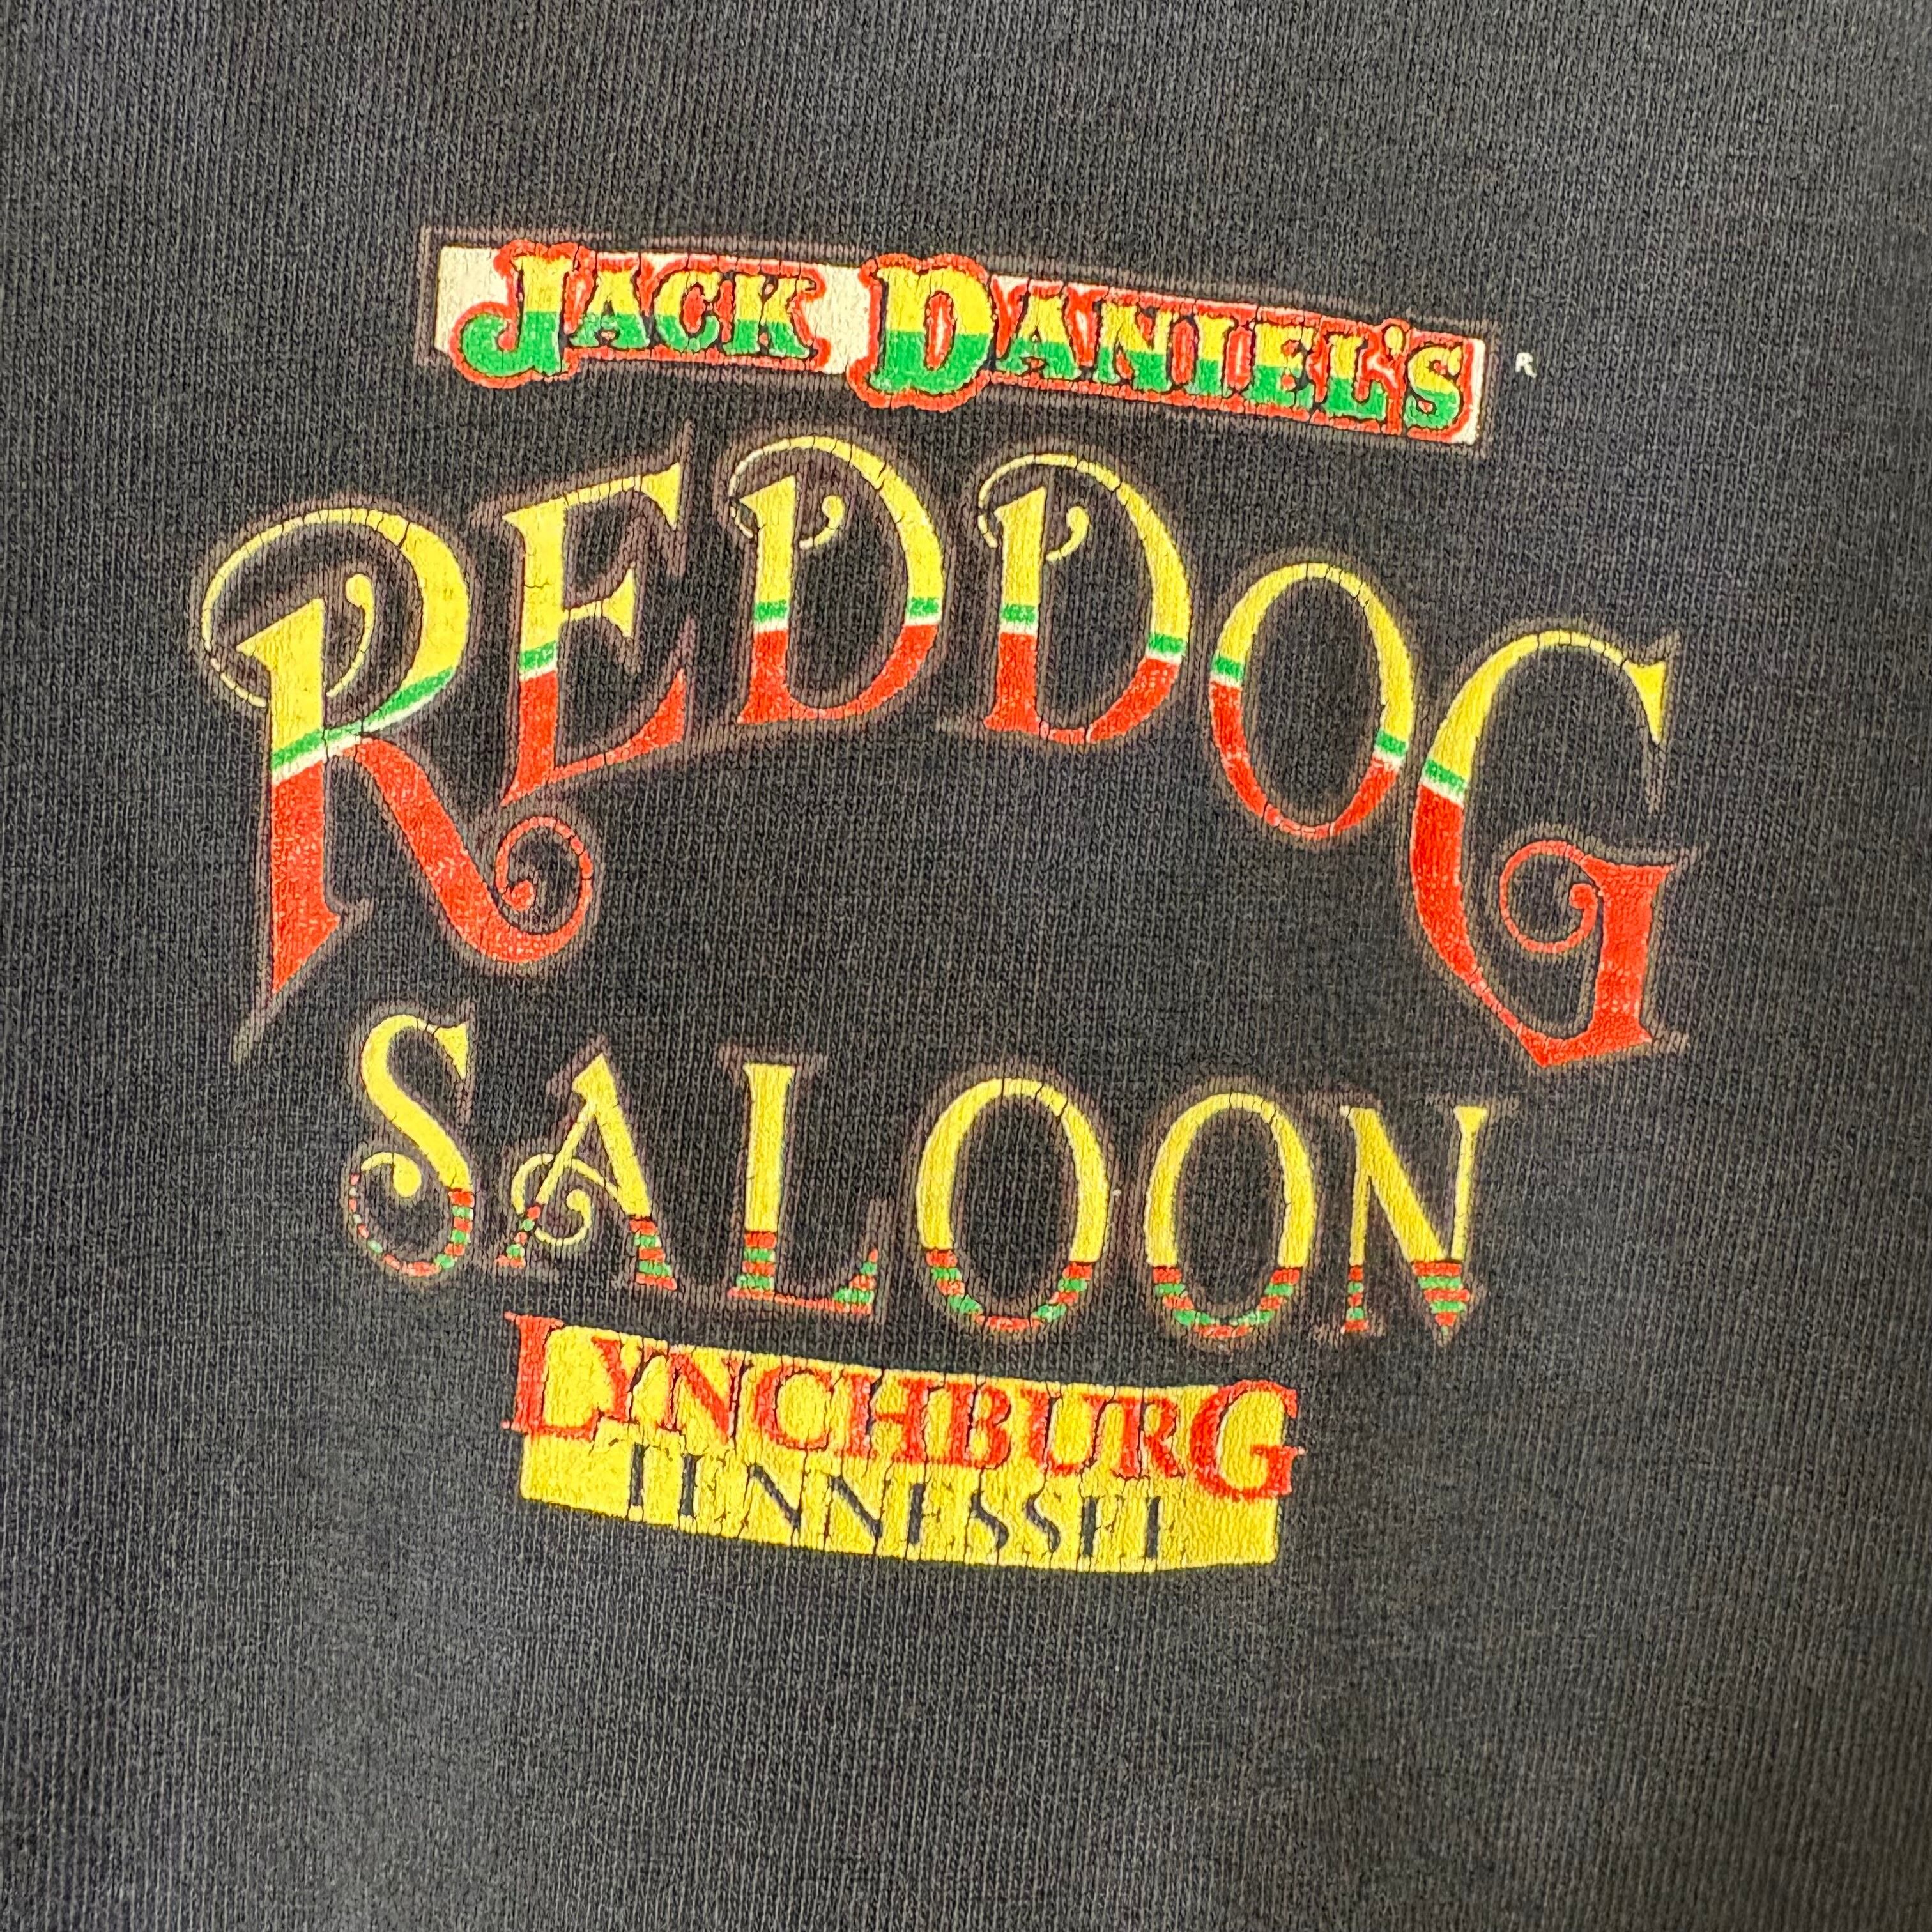 JACK DANIEL'S R
REDDOG
SALOON
LYNCHBURG
TENNESSEE